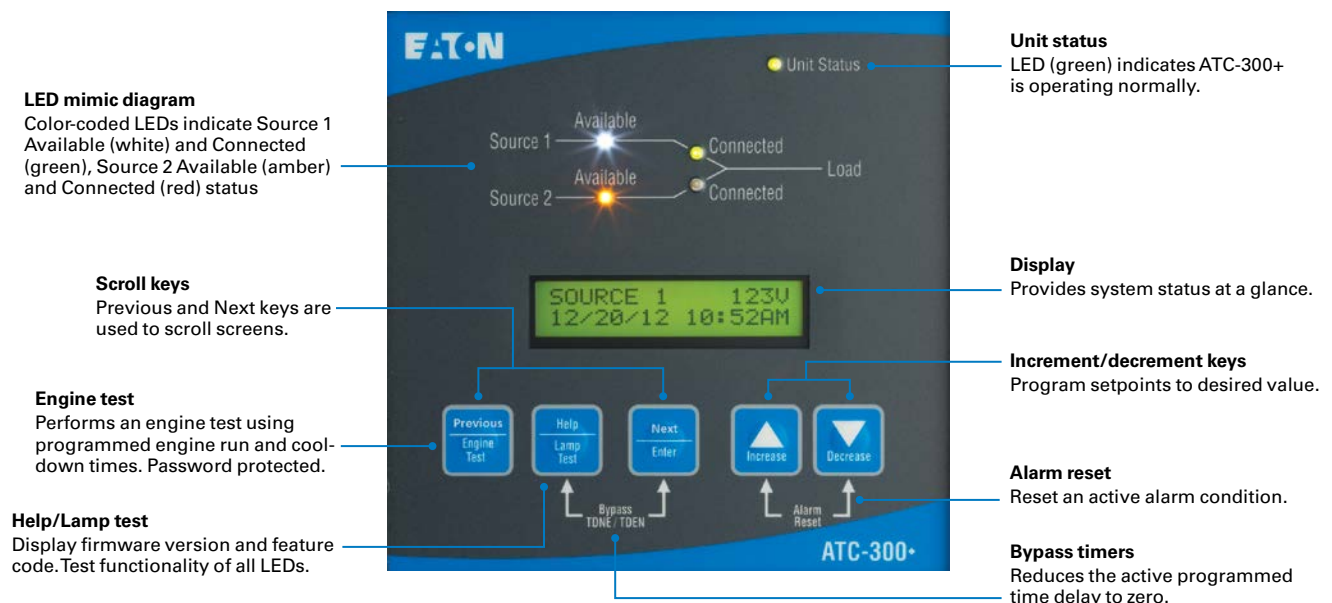 EATON
Unit Status
Available
Source 1
Connected
Load
Available
Source 2
Connected
SOURCE 1 123V
12/20/12 10:52AM
Previous
Engine
Test
Help
Lamp
Test
Next
Enter
Increase
Decrease
Bypass
TDNE / TDEN
Alarm
Reset
ATC-300+
LED mimic diagram
Color-coded LEDs indicate Source 1
Available (white) and Connected
(green), Source 2 Available (amber)
and Connected (red) status
Scroll keys
Previous and Next keys are
used to scroll screens.
Engine test
Performs an engine test using
programmed engine run and cool-
down times. Password protected.
Help/Lamp test
Display firmware version and feature
code. Test functionality of all LEDs.
Unit status
LED (green) indicates ATC-300+
is operating normally.
Display
Provides system status at a glance.
Increment/decrement keys
Program setpoints to desired value.
Alarm reset
Reset an active alarm condition.
Bypass timers
Reduces the active programmed
time delay to zero.